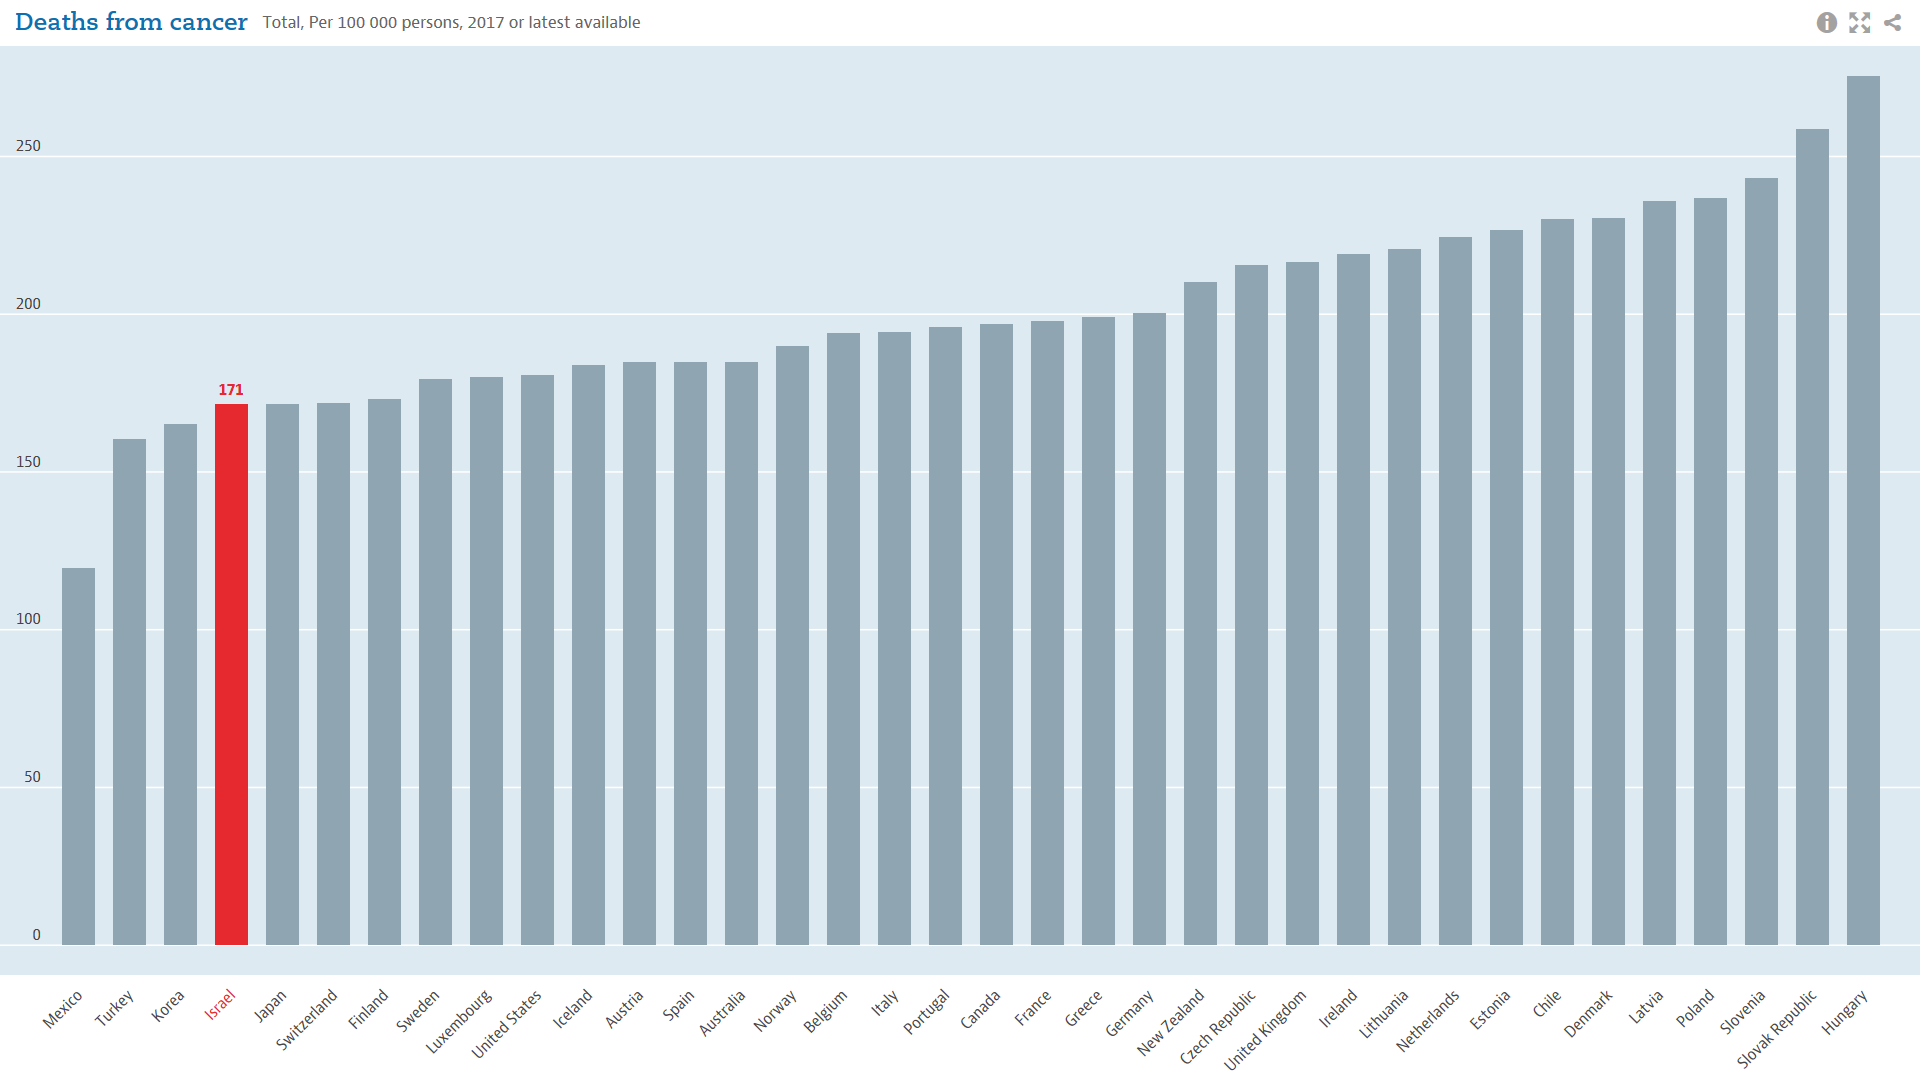 Deaths from cancer Total, Per 100 000 persons, 2017 or latest available
250
200
171
150
100
50
0
Mexico
Turkey
Korea
Israel
Japan
Switzerland
Finland
Sweden
Luxembourg
United States
Iceland
Austria
Spain
Australia
Norway
Belgium
Italy
Portugal
Canada
France
Greece
Germany
New Zealand
Czech Republic
United Kingdom
Ireland
Lithuania
Netherlands
Estonia
Chile
Denmark
Latvia
Poland
Slovenia
Slovak Republic
Hungary